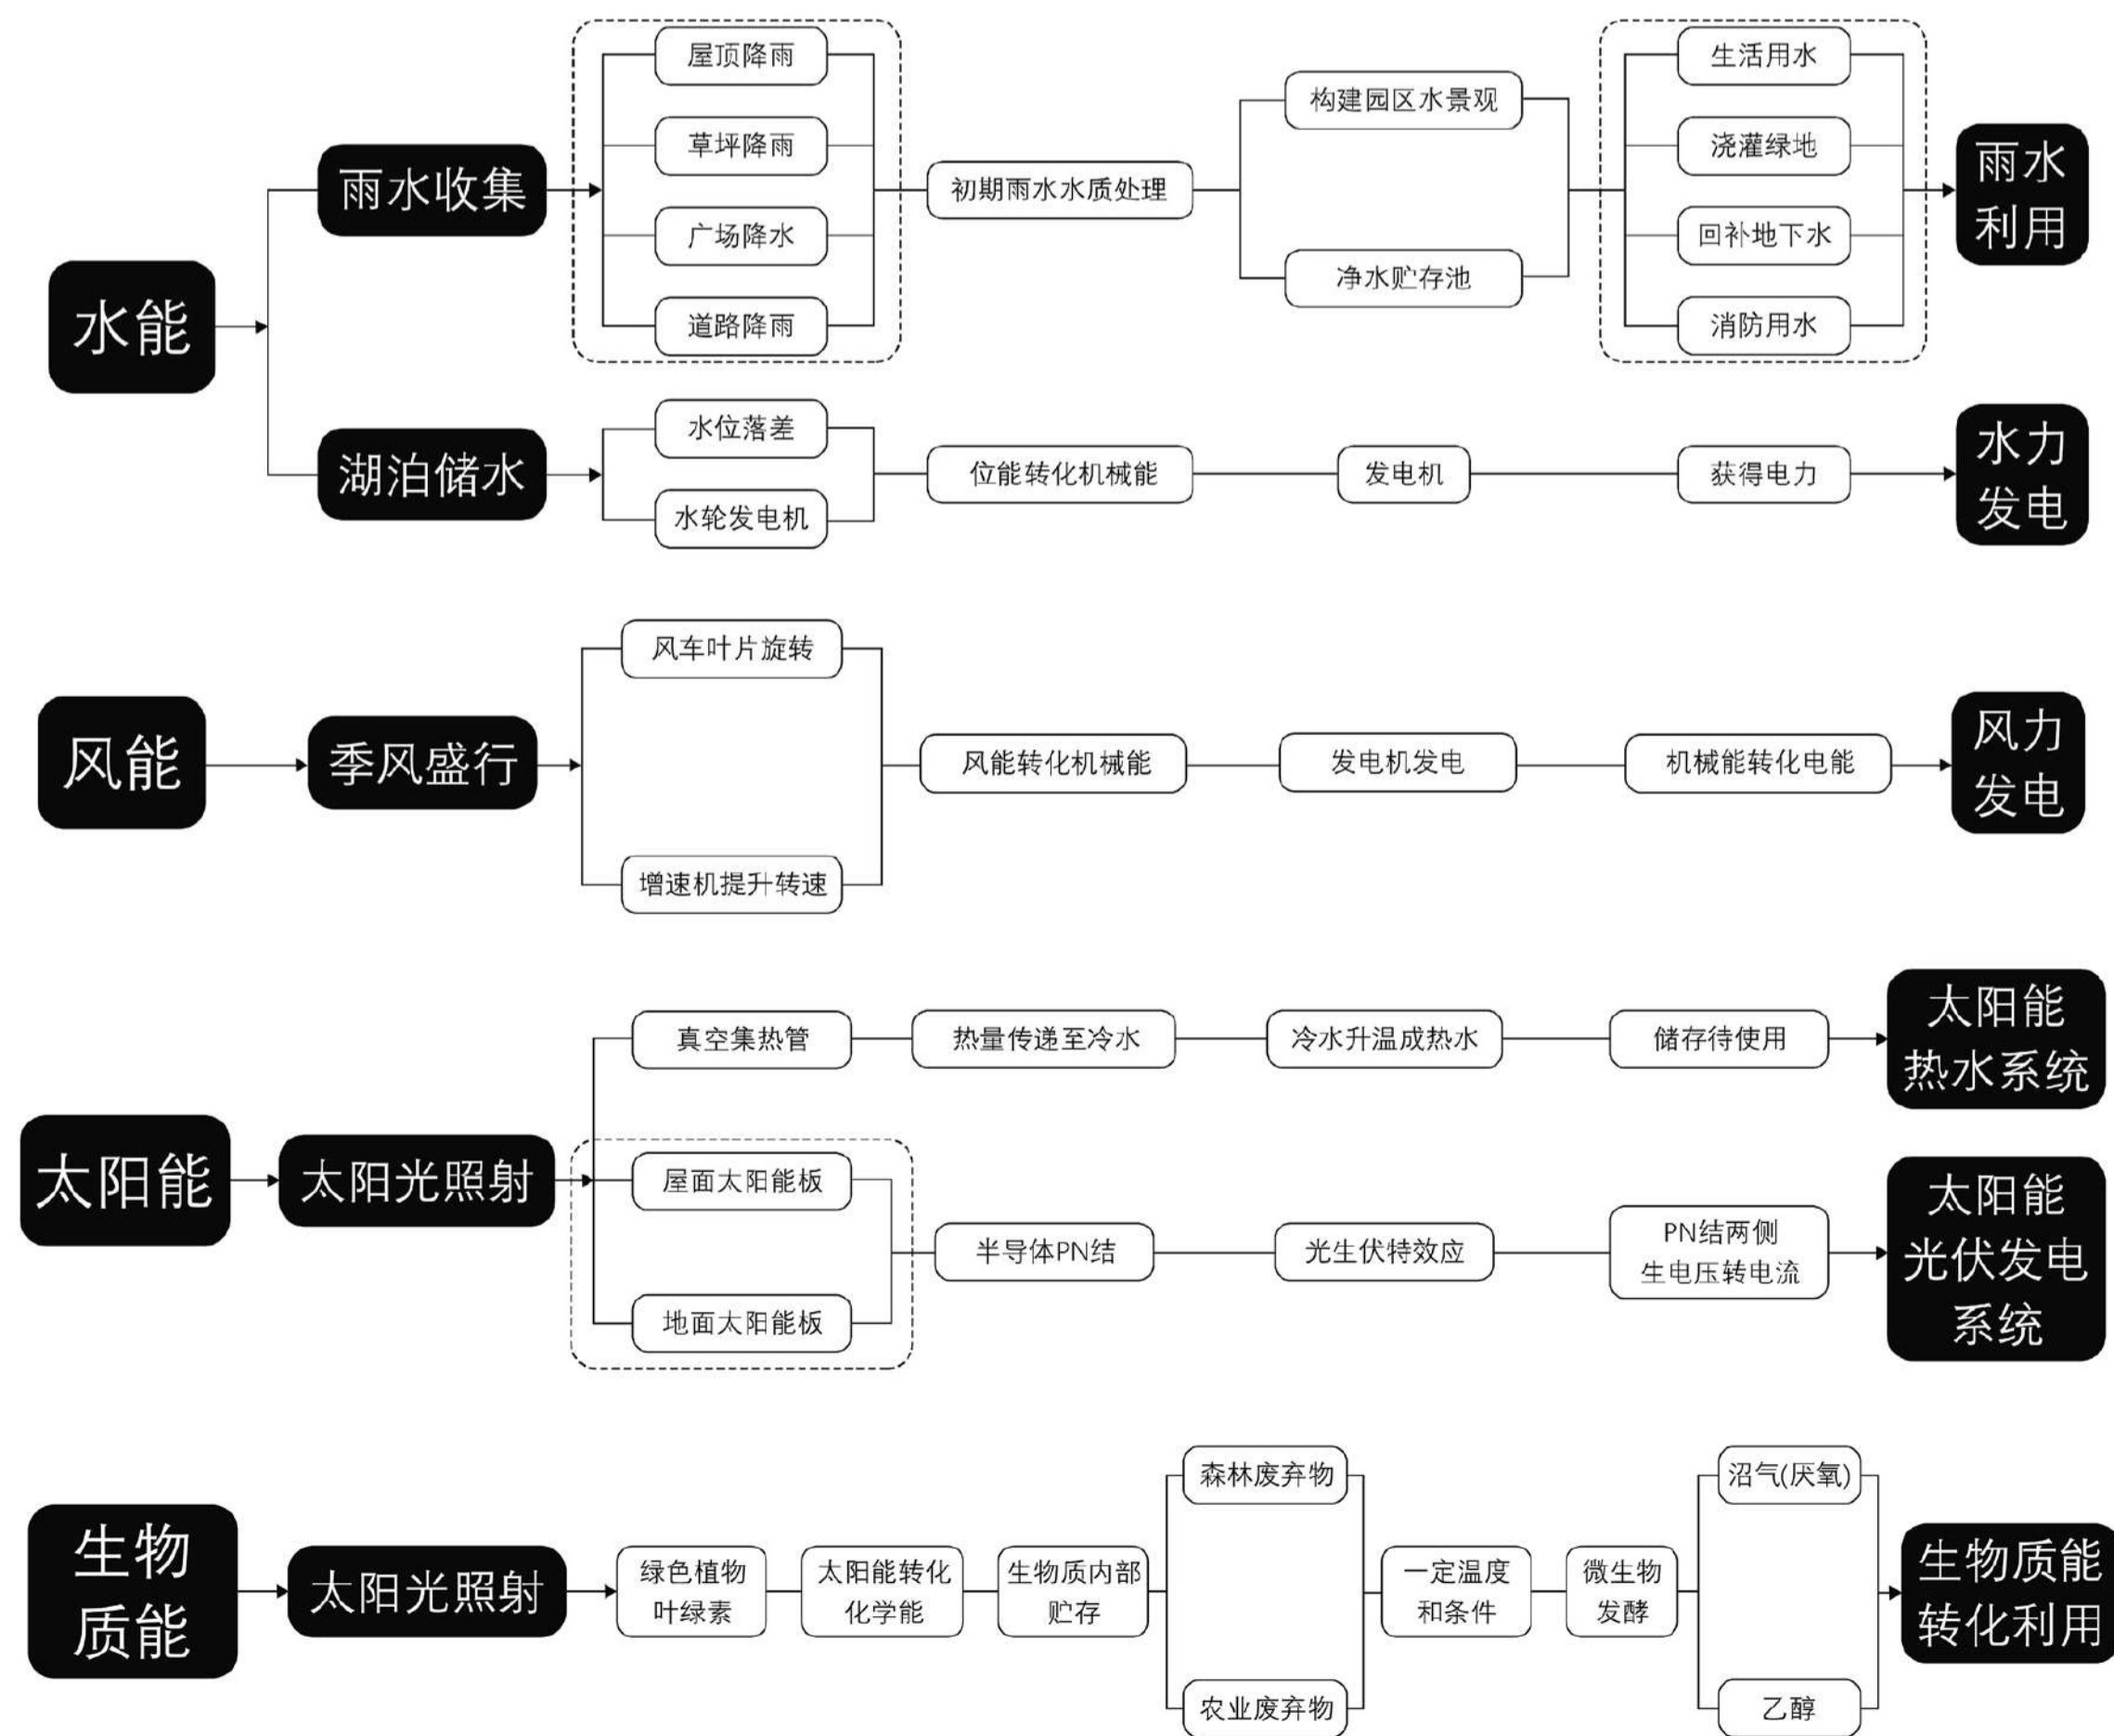 水能
雨水收集
屋顶降雨
草坪降雨
广场降水
道路降雨
初期雨水水质处理
构建园区水景观
净水贮存池
生活用水
浇灌绿地
回补地下水
消防用水
雨水
利用
湖泊储水
水位落差
水轮发电机
位能转化机械能
发电机
获得电力
水力
发电
风能
季风盛行
风车叶片旋转
增速机提升转速
风能转化机械能
发电机发电
机械能转化电能
风力
发电
太阳能
太阳光照射
真空集热管
热量传递至冷水
冷水升温成热水
储存待使用
太阳能
热水系统
屋面太阳能板
地面太阳能板
半导体PN结
光生伏特效应
PN结两侧
生电压转电流
太阳能
光伏发电
系统
生物
质能
太阳光照射
绿色植物
叶绿素
太阳能转化
化学能
生物质内部
贮存
森林废弃物
农业废弃物
一定温度
和条件
微生物
发酵
沼气(厌氧)
乙醇
生物质能
转化利用